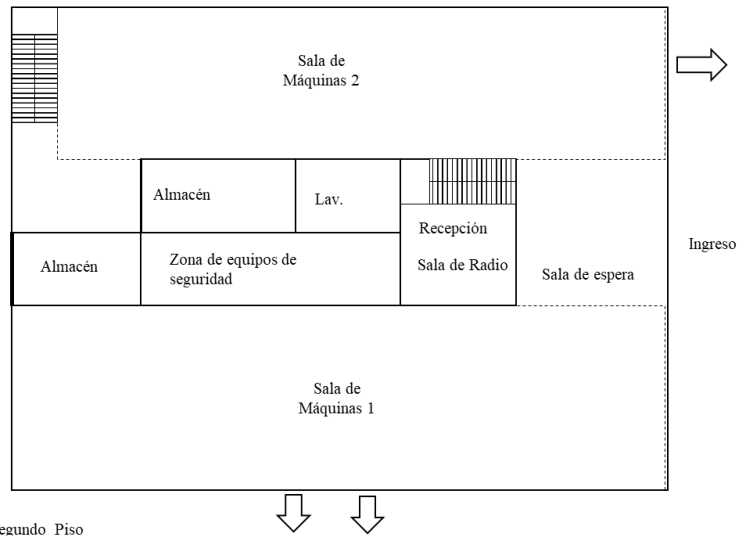 Sala de
Máquinas 2
Almacén
Lav.
Recepción
Ingreso
Almacén
Zona de equipos de
seguridad
Sala de Radio
Sala de espera
Sala de
Máquinas 1
egundo Piso